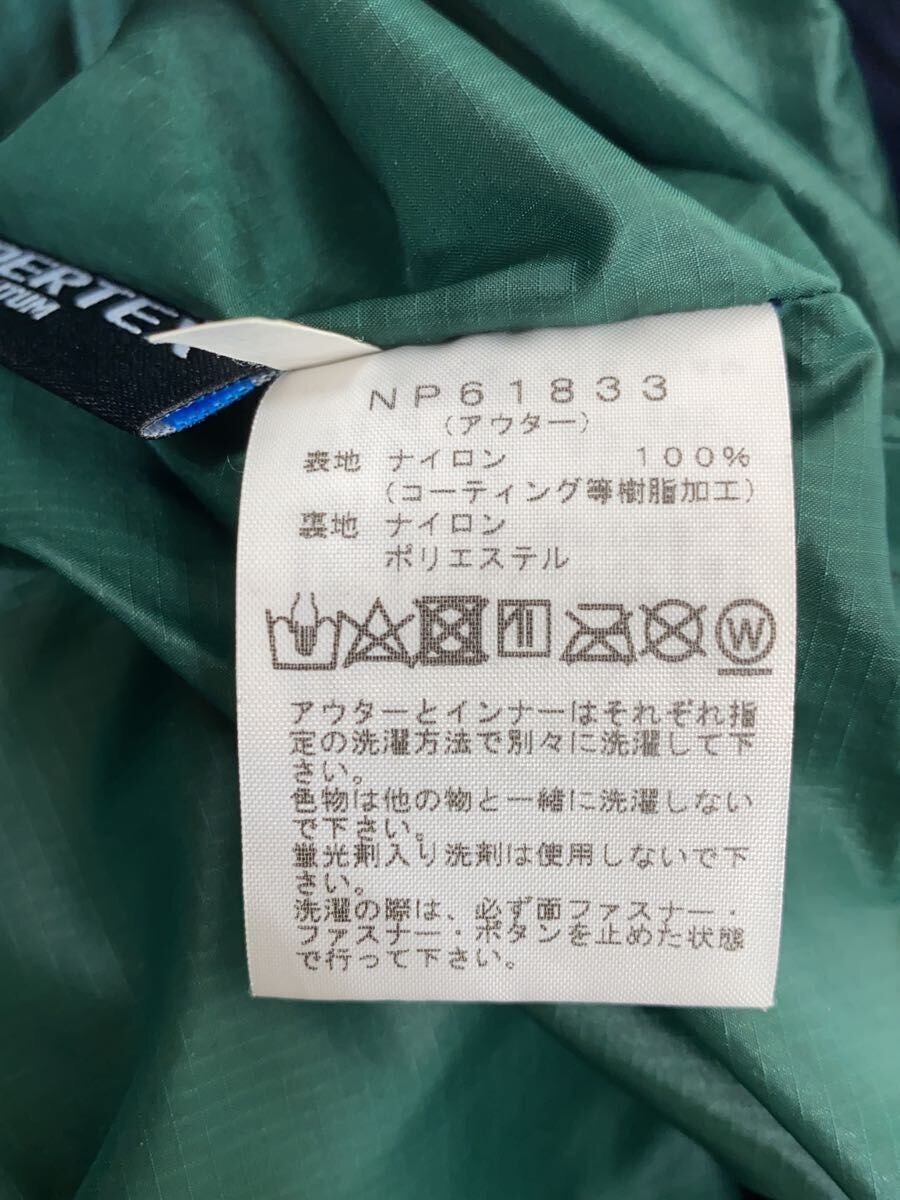 PERTEX
NTUM
NP61833
(アウター)
表地 ナイロン 100%
(コーティング等樹脂加工)
裏地 ナイロン
ポリエステル
W
アウターとインナーはそれぞれ指
定の洗濯方法で別々に洗濯して下
さい。
色物は他の物と一緒に洗濯しない
で下さい。
蛍光剤入り洗剤は使用しないで下
さい。
洗濯の際は、必ず面ファスナー・
ファスナー・ボタンを止めた状態
で行って下さい。